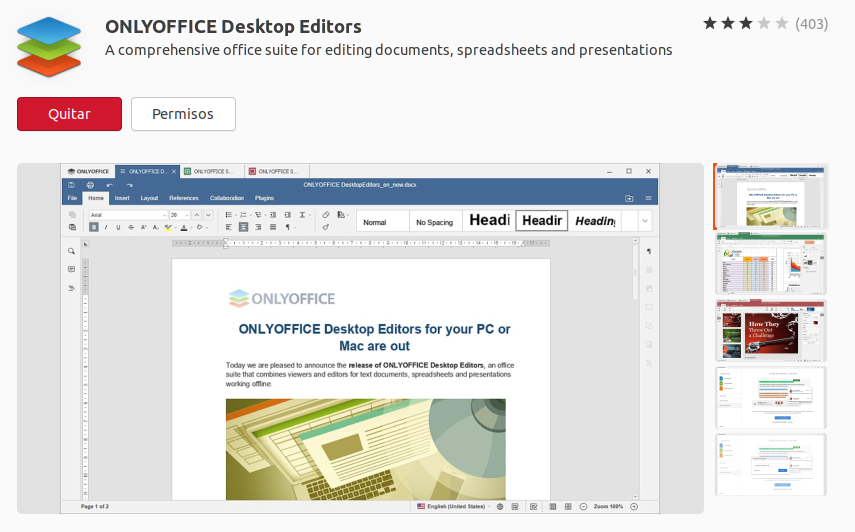 ONLYOFFICE Desktop Editors
(403)
A comprehensive office suite for editing documents, spreadsheets and presentations
Quitar
Permisos
ONLYOFFICE
ONLYOFFICE D...
ONLYOFFICE S...
ONLYOFFICE S...
ONLYOFFICE DesktopEditors_en_new.docx
File
Home
Insert
Layout
References
Collaboration
Plugins
Arial
20
Normal
No Spacing
Headi
Headir
Heading
ONLYOFFICE
ONLYOFFICE Desktop Editors for your PC or
Mac are out
Today we are pleased to announce the release of ONLYOFFICE Desktop Editors, an office
suite that combines viewers and editors for text documents, spreadsheets and presentations
working offline.
Page 1 of 2
English (United States)
Zoom 100%
How They
Throw Out
a Challenge